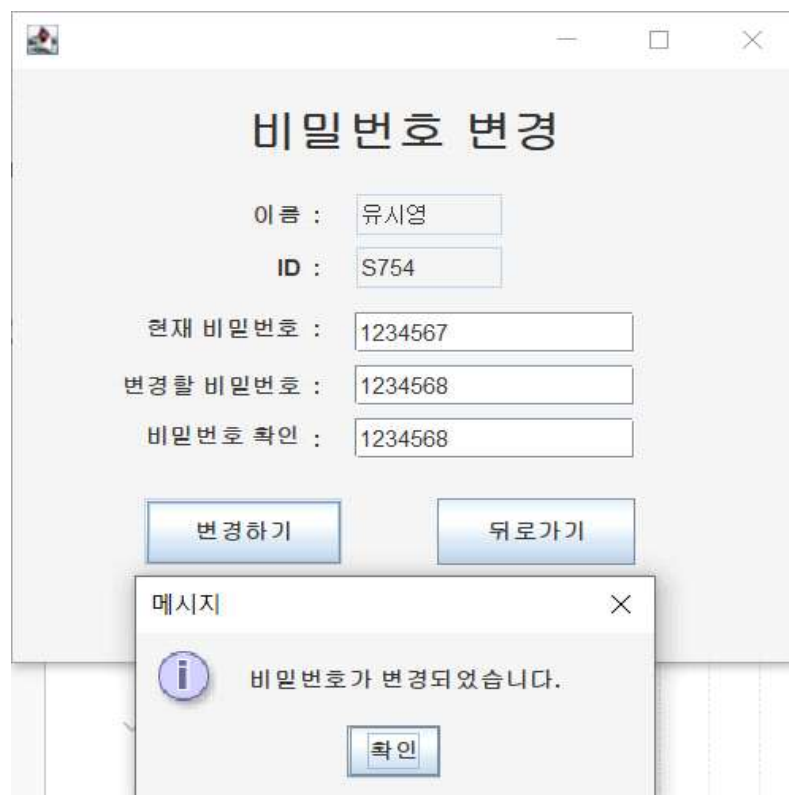 비밀번호 변경
이름 : 유시영
ID : S754
현재 비밀번호 : 1234567
변경할 비밀번호 : 1234568
비밀번호 확인 : 1234568
변경하기 뒤로가기
메시지
비밀번호가 변경되었습니다.
확인